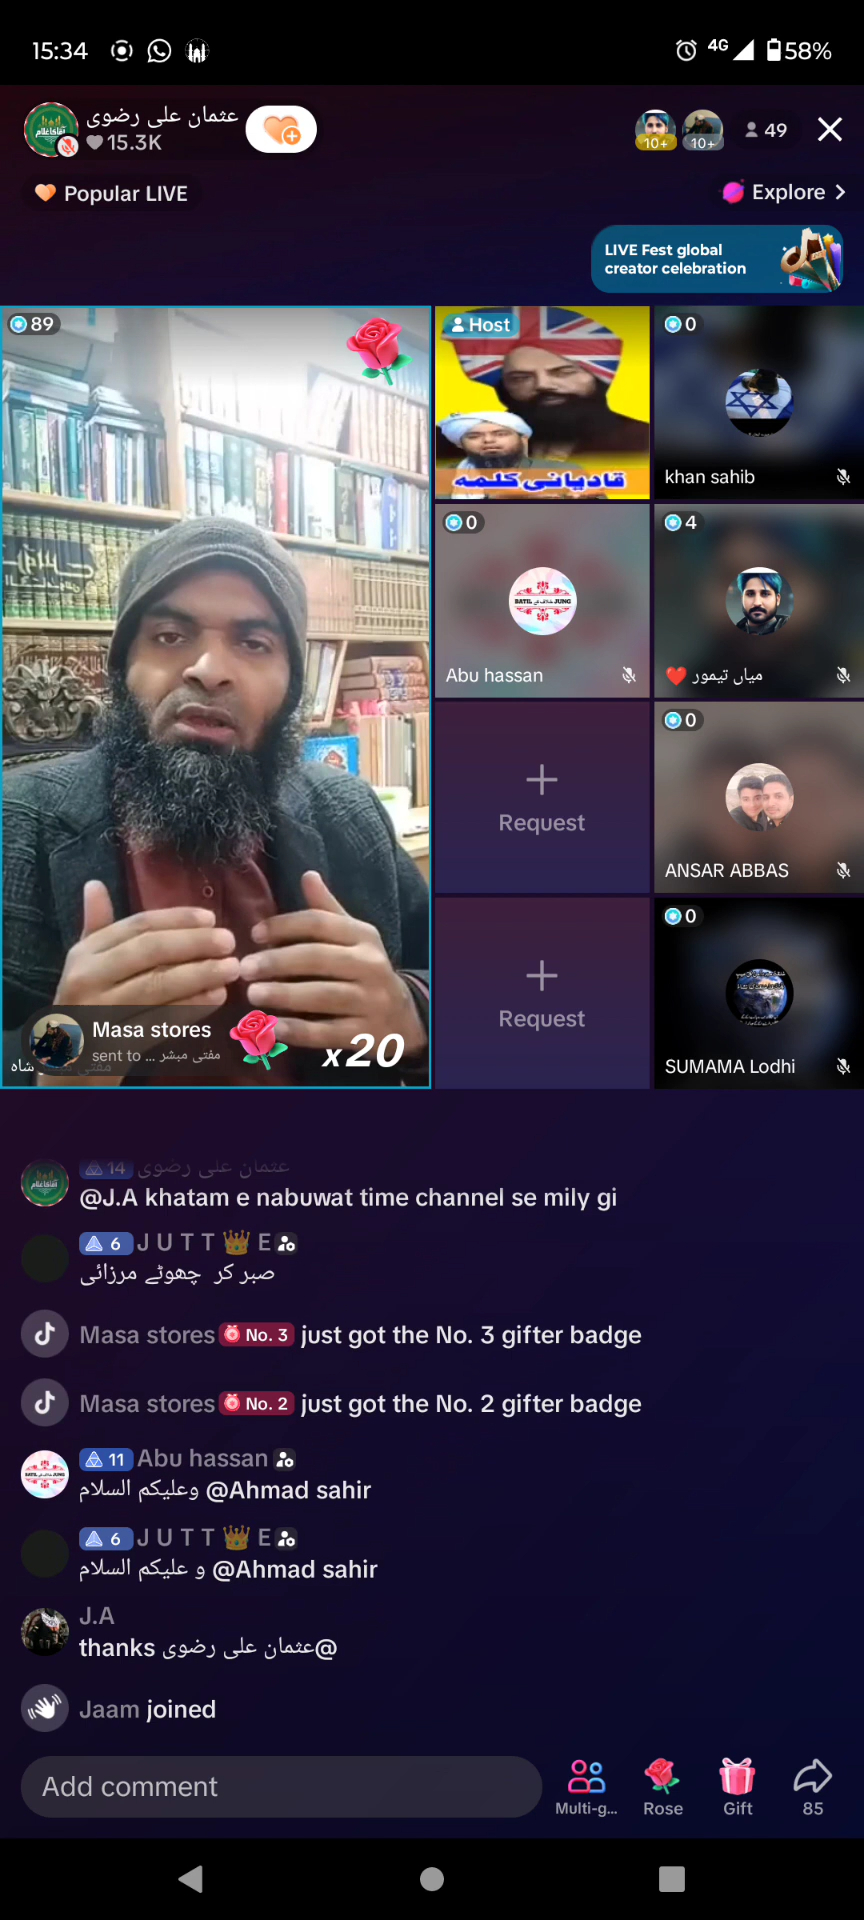 15:34
4G
58%
عثمان علی رضوی
15.3K
10+
10+
49
Popular LIVE
Explore
LIVE Fest global
creator celebration
89
Host
قادیانی کلمہ
0
khan sahib
0
BATIL JUNG
Abu hassan
4
میاں تیمور ❤️
Request
0
ANSAR ABBAS
Request
0
SUMAMA Lodhi
Masa stores
sent to ... مفتی مبشر
x20
مفتی مبشر شاہ
14 عثمان علی رضوی
@J.A khatam e nabuwat time channel se mily gi
6 J U T T 👑 E
صبر کر چھوٹے مرزائی
Masa stores No. 3 just got the No. 3 gifter badge
Masa stores No. 2 just got the No. 2 gifter badge
11 Abu hassan
وعلیکم السلام @Ahmad sahir
6 J U T T 👑 E
و علیکم السلام @Ahmad sahir
J.A
thanks عثمان علی رضوی@
Jaam joined
Add comment
Multi-g...
Rose
Gift
85